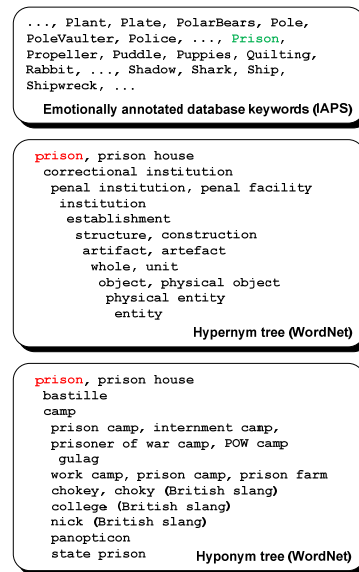 ..., Plant, Plate, PolarBears, Pole,
PoleVaulter, Police, ..., Prison,
Propeller, Puddle, Puppies, Quilting,
Rabbit, ..., Shadow, Shark, Ship,
Shipwreck, ...
Emotionally annotated database keywords (IAPS)
prison, prison house
correctional institution
penal institution, penal facility
institution
establishment
structure, construction
artifact, artefact
whole, unit
object, physical object
physical entity
entity
Hypernym tree (WordNet)
prison, prison house
bastille
camp
prison camp, internment camp,
prisoner of war camp, POW camp
gulag
work camp, prison camp, prison farm
chokey, choky (British slang)
college (British slang)
nick (British slang)
panopticon
state prison
Hyponym tree (WordNet)